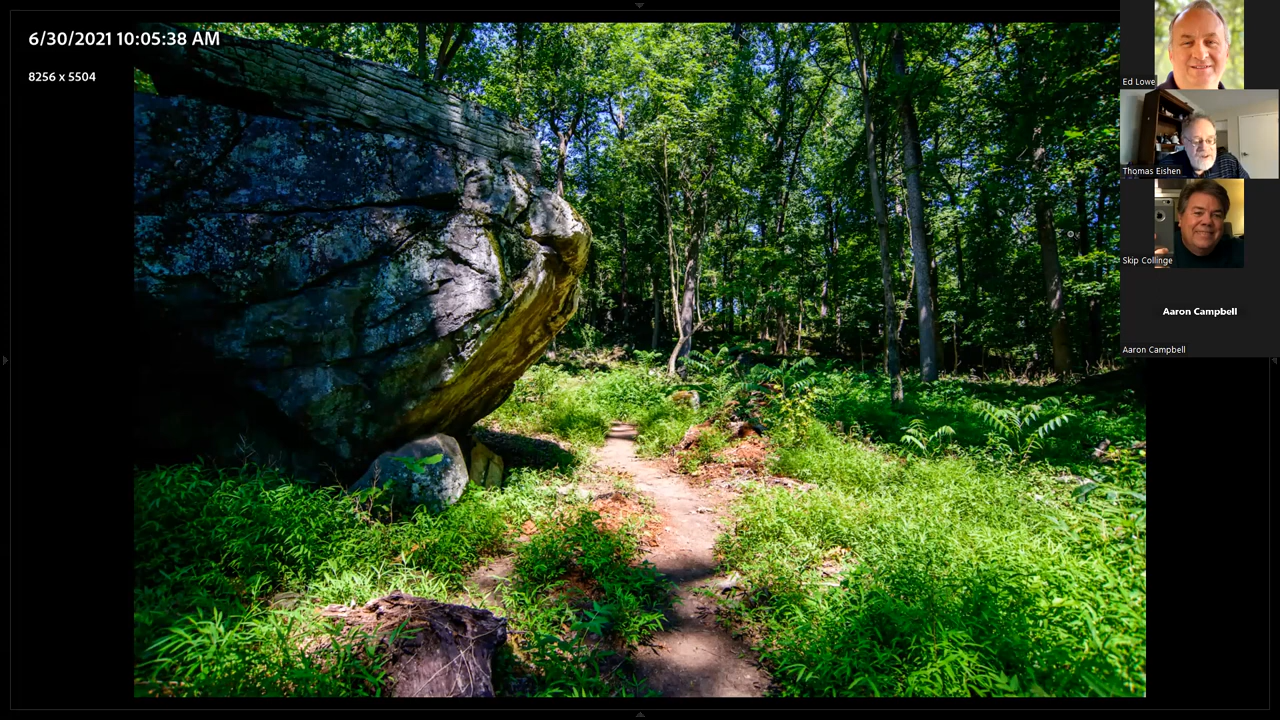 6/30/2021 10:05:38 AM
8256 x 5504
Ed Lowe
Thomas Eishen
Skip Collinge
Aaron Campbell
Aaron Campbell